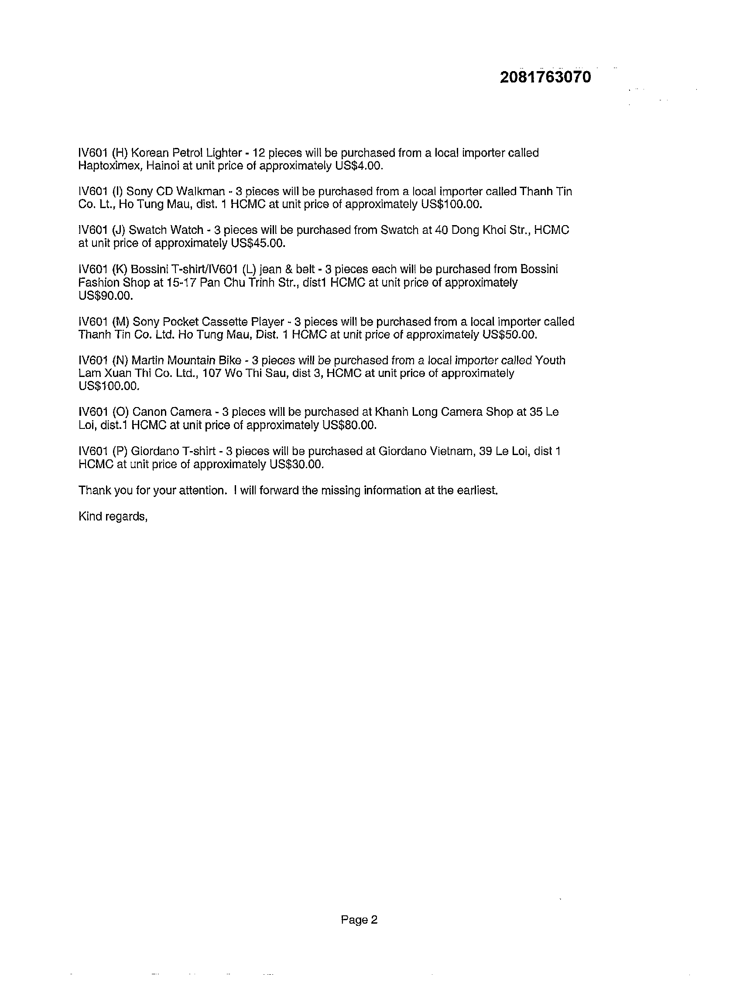 2081763070
IV601 (H) Korean Petrol Lighter - 12 pieces will be purchased from a local importer called
Haptoximex, Hainoi at unit price of approximately US$4.00.
IV601 (I) Sony CD Walkman - 3 pieces will be purchased from a local importer called Thanh Tin
Co. Lt., Ho Tung Mau, dist. 1 HCMC at unit price of approximately US$100.00.
IV601 (J) Swatch Watch - 3 pieces will be purchased from Swatch at 40 Dong Khoi Str., HCMC
at unit price of approximately US$45.00.
IV601 (K) Bossini T-shirt/IV601 (L) jean & belt - 3 pieces each will be purchased from Bossini
Fashion Shop at 15-17 Pan Chu Trinh Str., dist1 HCMC at unit price of approximately
US$90.00.
IV601 (M) Sony Pocket Cassette Player - 3 pieces will be purchased from a local importer called
Thanh Tin Co. Ltd. Ho Tung Mau, Dist. 1 HCMC at unit price of approximately US$50.00.
IV601 (N) Martin Mountain Bike - 3 pieces will be purchased from a local importer called Youth
Lam Xuan Thi Co. Ltd., 107 Wo Thi Sau, dist 3, HCMC at unit price of approximately
US$100.00.
IV601 (O) Canon Camera - 3 pieces will be purchased at Khanh Long Camera Shop at 35 Le
Loi, dist.1 HCMC at unit price of approximately US$80.00.
IV601 (P) Giordano T-shirt - 3 pieces will be purchased at Giordano Vietnam, 39 Le Loi, dist 1
HCMC at unit price of approximately US$30.00.
Thank you for your attention. I will forward the missing information at the earliest.
Kind regards,
Page 2